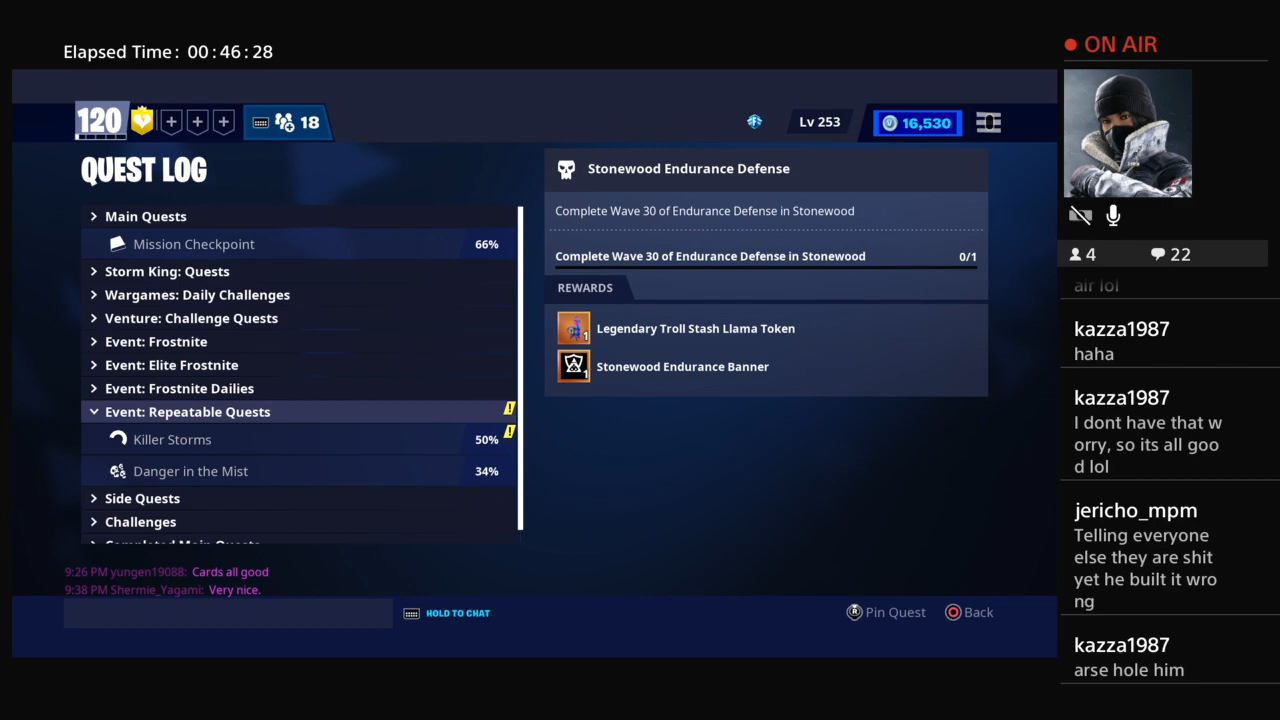 Elapsed Time: 00:46:28
ON AIR
120
18
Lv 253
16,530
QUEST LOG
Main Quests
Mission Checkpoint 66%
Storm King: Quests
Wargames: Daily Challenges
Venture: Challenge Quests
Event: Frostnite
Event: Elite Frostnite
Event: Frostnite Dailies
Event: Repeatable Quests
Killer Storms 50%
Danger in the Mist 34%
Side Quests
Challenges
Completed Main Quests
Stonewood Endurance Defense
Complete Wave 30 of Endurance Defense in Stonewood
Complete Wave 30 of Endurance Defense in Stonewood 0/1
REWARDS
1 Legendary Troll Stash Llama Token
1 Stonewood Endurance Banner
9:26 PM yungen19088: Cards all good
9:38 PM Shermie_Yagami: Very nice.
HOLD TO CHAT
R Pin Quest
Back
4 22
air lol
kazza1987
haha
kazza1987
I dont have that w
orry, so its all goo
d lol
jericho_mpm
Telling everyone
else they are shit
yet he built it wro
ng
kazza1987
arse hole him